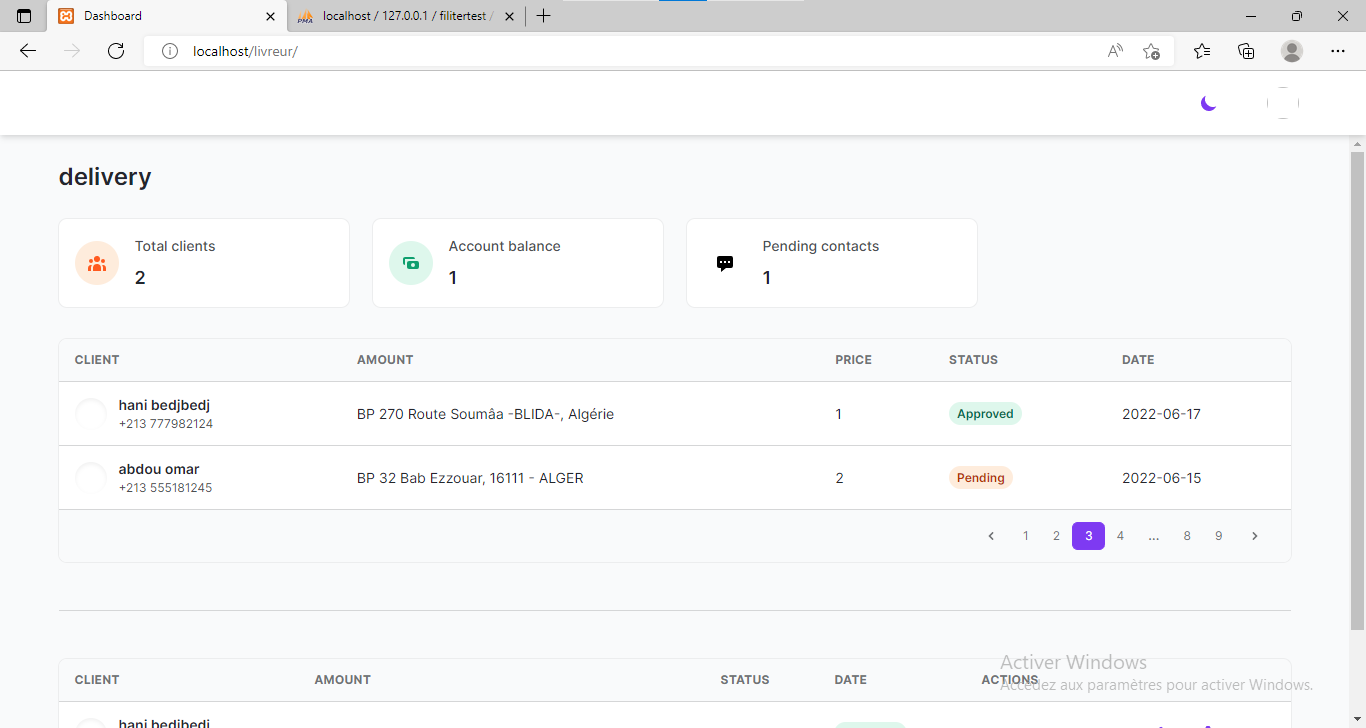 Dashboard
localhost / 127.0.0.1 / filitertest /
localhost/livreur/
delivery
Total clients
2
Account balance
1
Pending contacts
1
CLIENT AMOUNT PRICE STATUS DATE
hani bedjbedj
+213 777982124
BP 270 Route Soumâa -BLIDA-, Algérie
1
Approved
2022-06-17
abdou omar
+213 555181245
BP 32 Bab Ezzouar, 16111 - ALGER
2
Pending
2022-06-15
< 1 2 3 4 ... 8 9 >
CLIENT AMOUNT STATUS DATE ACTIONS
hani bedjbedj
Activer Windows
Accédez aux paramètres pour activer Windows.